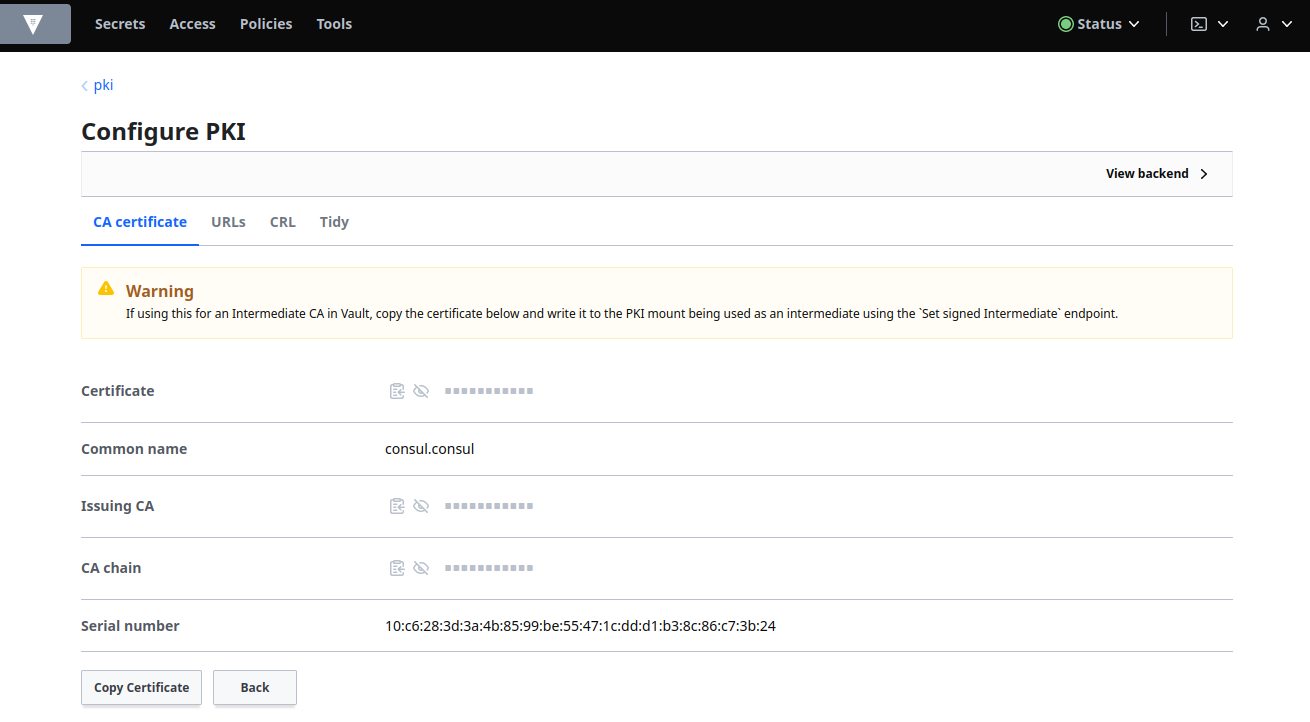 Secrets Access Policies Tools Status
pki
Configure PKI
View backend
CA certificate URLs CRL Tidy
Warning
If using this for an Intermediate CA in Vault, copy the certificate below and write it to the PKI mount being used as an intermediate using the `Set signed Intermediate` endpoint.
Certificate
Common name consul.consul
Issuing CA
CA chain
Serial number 10:c6:28:3d:3a:4b:85:99:be:55:47:1c:dd:d1:b3:8c:86:c7:3b:24
Copy Certificate Back